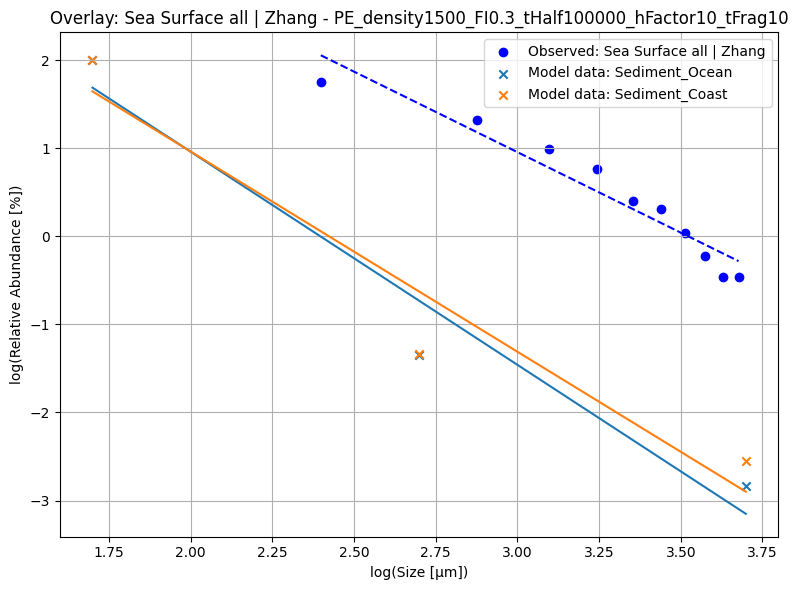 Overlay: Sea Surface all | Zhang - PE_density1500_FI0.3_tHalf100000_hFactor10_tFrag10
Observed: Sea Surface all | Zhang
Model data: Sediment_Ocean
Model data: Sediment_Coast
log(Relative Abundance [%])
2
1
0
−1
−2
−3
1.75
2.00
2.25
2.50
2.75
3.00
3.25
3.50
3.75
log(Size [µm])